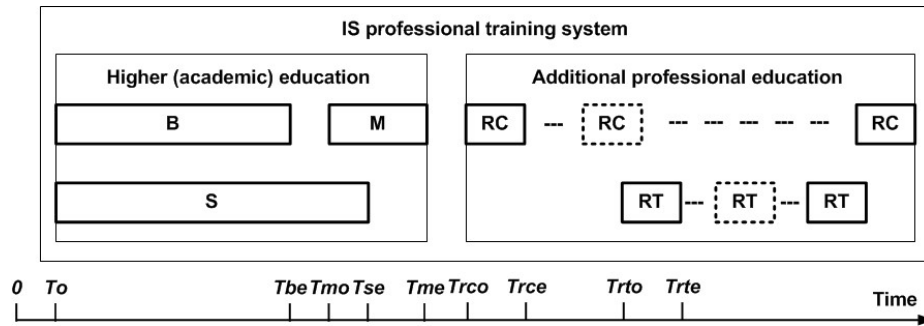 IS professional training system
Higher (academic) education
Additional professional education
B
M
RC
RC
RC
S
RT
RT
RT
0
To
Tbe
Tmo
Tse
Tme
Trco
Trce
Trto
Trte
Time